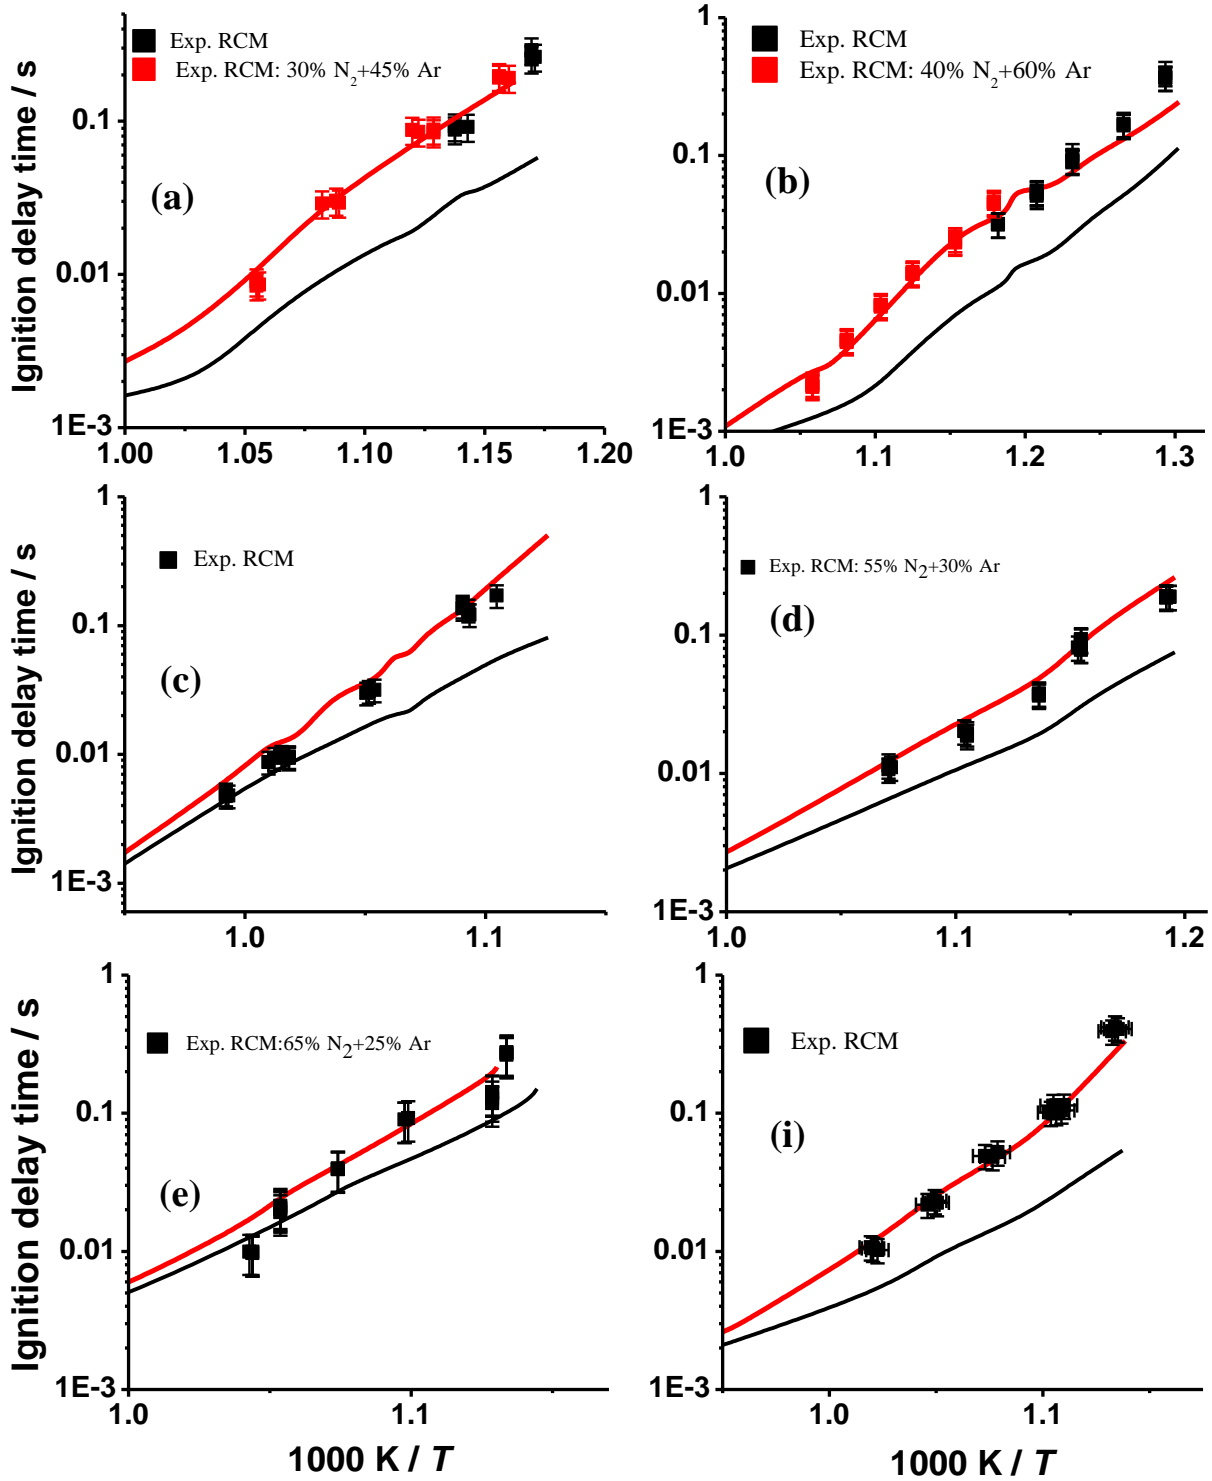 Exp. RCM
Exp. RCM: 30% N2+45% Ar
(a)
Ignition delay time / s
0.1
0.01
1E-3
1.00
1.05
1.10
1.15
1.20
Exp. RCM
Exp. RCM: 40% N2+60% Ar
(b)
1
0.1
0.01
1E-3
1.0
1.1
1.2
1.3
Exp. RCM
(c)
Ignition delay time / s
1
0.1
0.01
1E-3
1.0
1.1
Exp. RCM: 55% N2+30% Ar
(d)
1
0.1
0.01
1E-3
1.0
1.1
1.2
Exp. RCM:65% N2+25% Ar
(e)
Ignition delay time / s
1
0.1
0.01
1E-3
1.0
1.1
1000 K / T
Exp. RCM
(i)
1
0.1
0.01
1E-3
1.0
1.1
1000 K / T